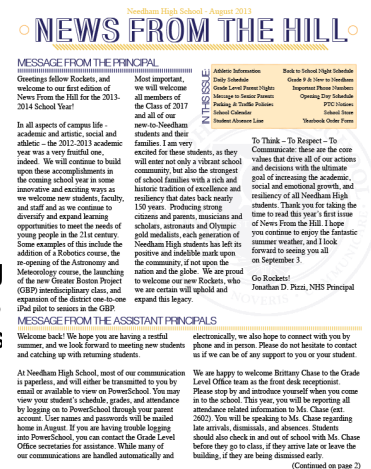 Needham High School - August 2013
NEWS FROM THE HILL
MESSAGE FROM THE PRINCIPAL
Greetings fellow Rockets, and
welcome to our first edition of
News From the Hill for the 2013-
2014 School Year!
In all aspects of campus life -
academic and artistic, social and
athletic – the 2012-2013 academic
year was a very fruitful one,
indeed. We will continue to build
upon these accomplishments in
the coming school year in some
innovative and exciting ways as
we welcome new students, faculty,
and staff and as we continue to
diversify and expand learning
opportunities to meet the needs of
young people in the 21st century.
Some examples of this include the
addition of a Robotics course, the
re-opening of the Astronomy and
Meteorology course, the launching
of the new Greater Boston Project
(GBP) interdisciplinary class, and
expansion of the district one-to-one
iPad pilot to seniors in the GBP.
Most important,
we will welcome
all members of
the Class of 2017
and all of our
new-to-Needham
students and their
families. I am very
excited for these students, as they
will enter not only a vibrant school
community, but also the strongest
of school families with a rich and
historic tradition of excellence and
resiliency that dates back nearly
150 years. Producing strong
citizens and parents, musicians and
scholars, astronauts and Olympic
gold medalists, each generation of
Needham High students has left its
positive and indelible mark upon
the community, if not upon the
nation and the globe. We are proud
to welcome our new Rockets, who
we are certain will uphold and
expand this legacy.
IN THIS ISSUE
Athletic Information
Daily Schedule
Grade Level Parent Nights
Message to Senior Parents
Parking & Traffic Policies
School Calendar
Student Absence Line
Back to School Night Schedule
Grade 9 & New to Needham
Important Phone Numbers
Opening Day Schedule
PTC Notices
School Store
Yearbook Order Form
To Think – To Respect – To
Communicate: these are the core
values that drive all of our actions
and decisions with the ultimate
goal of increasing the academic,
social and emotional growth, and
resiliency of all Needham High
students. Thank you for taking the
time to read this year's first issue
of News From the Hill. I hope
you continue to enjoy the fantastic
summer weather, and I look
forward to seeing you all
on September 3.
Go Rockets!
Jonathan D. Pizzi, NHS Principal
MESSAGE FROM THE ASSISTANT PRINCIPALS
Welcome back! We hope you are having a restful
summer, and we look forward to meeting new students
and catching up with returning students.
At Needham High School, most of our communication
is paperless, and will either be transmitted to you by
email or available to view on PowerSchool. You may
view your student's schedule, grades, and attendance
by logging on to PowerSchool through your parent
account. User names and passwords will be mailed
home in August. If you are having trouble logging
into PowerSchool, you can contact the Grade Level
Office secretaries for assistance. While many of
our communications are handled automatically and
electronically, we also hope to connect with you by
phone and in person. Please do not hesitate to contact
us if we can be of any support to you or your student.
We are happy to welcome Brittany Chase to the Grade
Level Office team as the front desk receptionist.
Please stop by and introduce yourself when you come
in to the school. This year, you will be reporting all
attendance related information to Ms. Chase (ext.
2602). You will be speaking to Ms. Chase regarding
late arrivals, dismissals, and absences. Students
should also check in and out of school with Ms. Chase
before they go to class, if they arrive late or leave the
building, if they are being dismissed early.
(Continued on page 2)